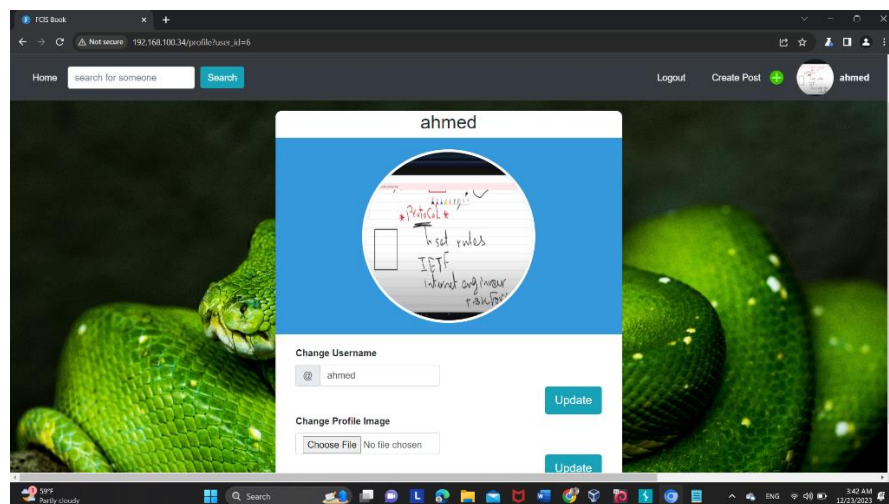 FCIS Book
Not secure 192.168.100.34/profile?user_id=6
Home search for someone Search Logout Create Post ahmed
ahmed
*ProtoCol*
set rules
IETF
internet
Change Username
@ ahmed
Update
Change Profile Image
Choose File No file chosen
Update
59°F
Partly cloudy
Search
ENG
3:42 AM
12/23/2023